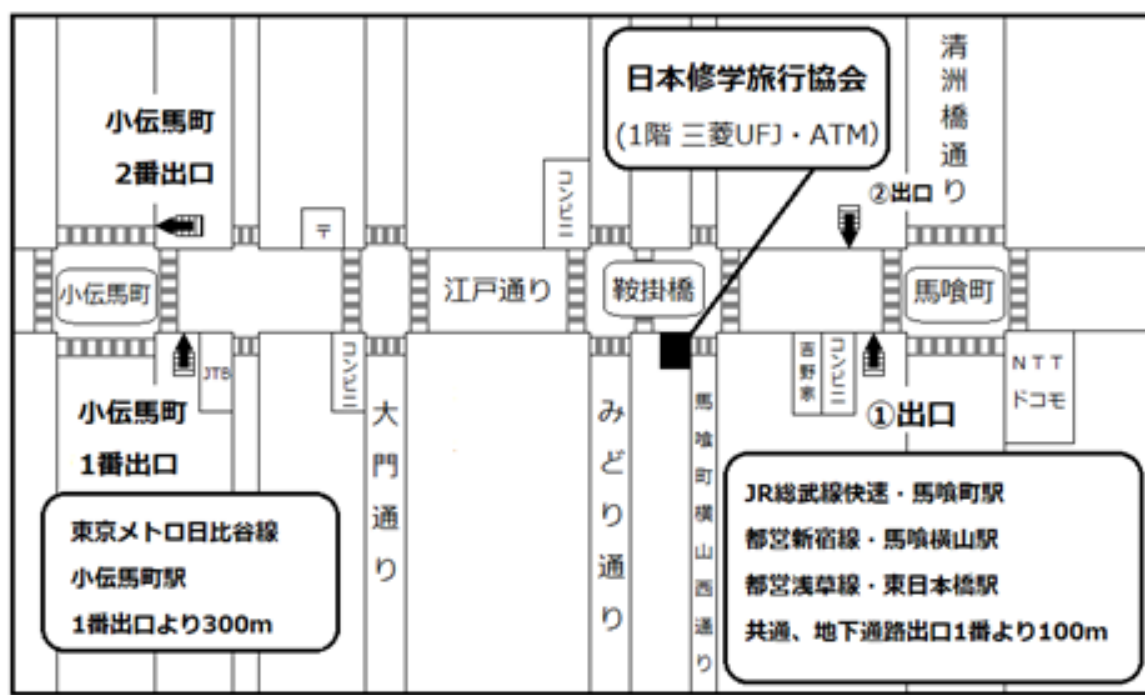 日本修学旅行協会
(1階 三菱UFJ・ATM)
清洲橋通り
小伝馬町
2番出口
コンビニ
②出口
〒
小伝馬町
江戸通り
鞍掛橋
馬喰町
JTB
コンビニ
吉野家
コンビニ
NTT
ドコモ
小伝馬町
1番出口
大門通り
みどり通り
馬喰町横山西通り
①出口
東京メトロ日比谷線
小伝馬町駅
1番出口より300m
JR総武線快速・馬喰町駅
都営新宿線・馬喰横山駅
都営浅草線・東日本橋駅
共通、地下通路出口1番より100m